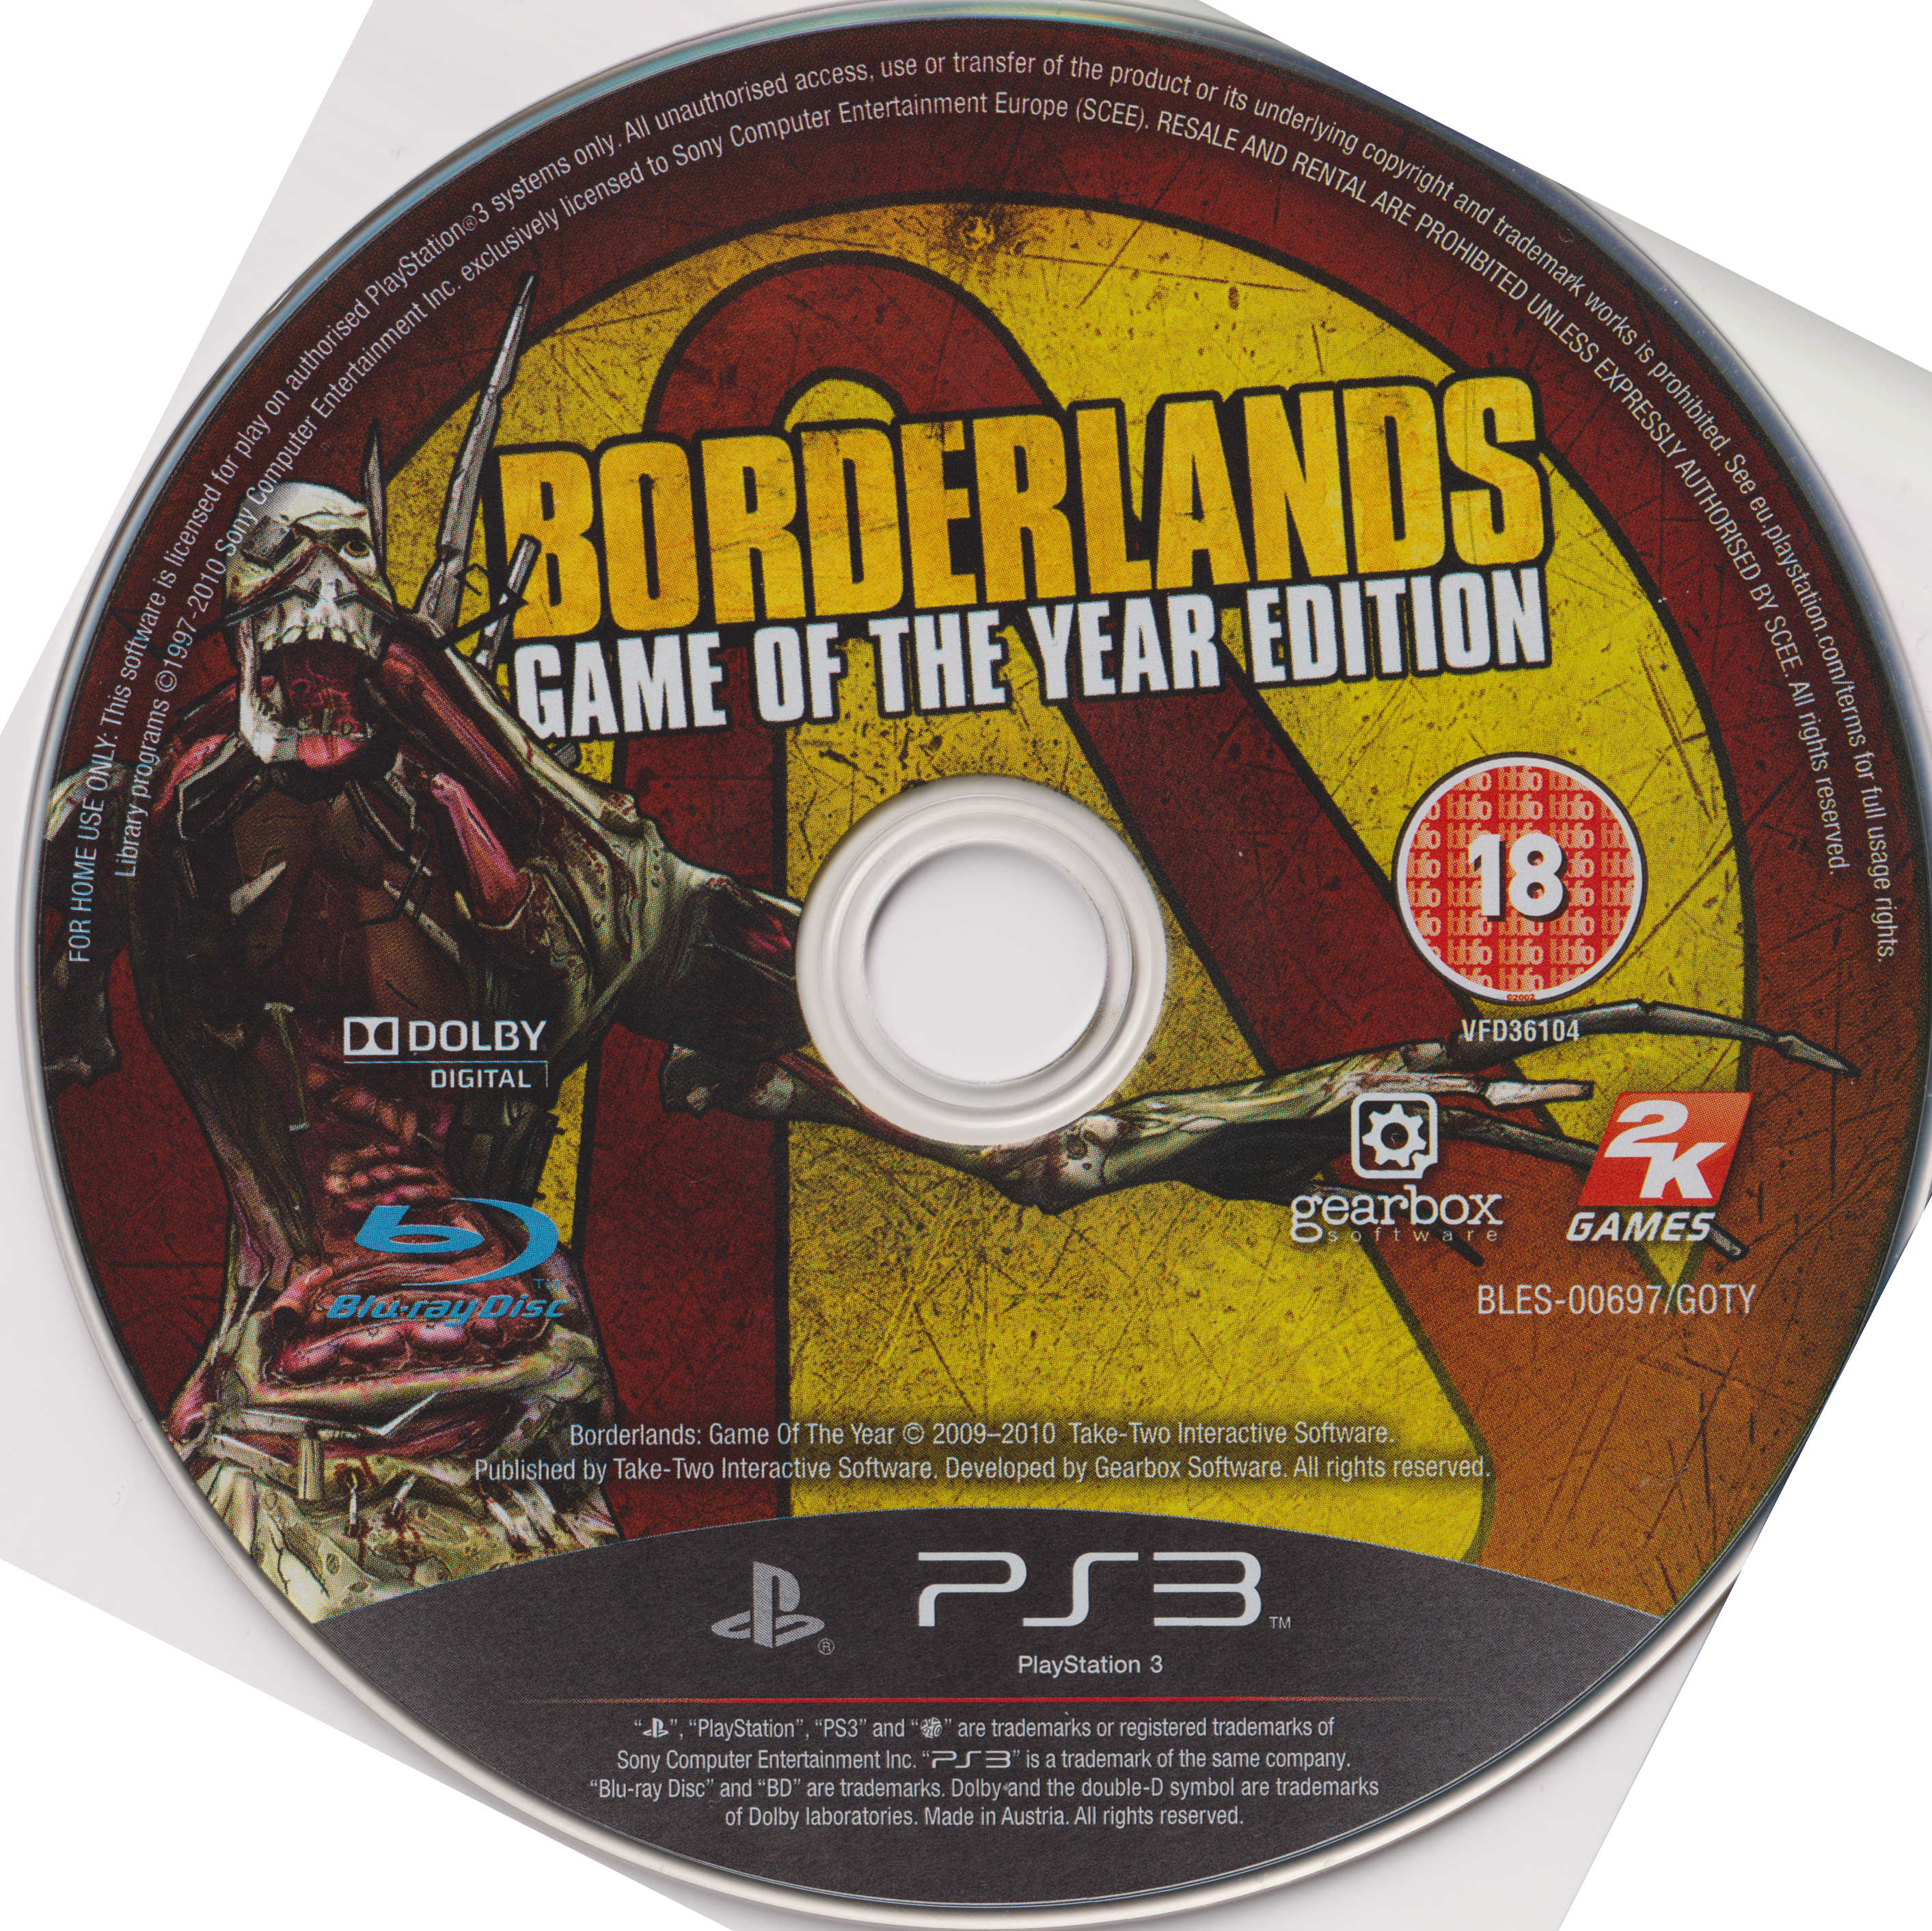 FOR HOME USE ONLY: This software is licensed for play on authorised PlayStation®3 systems only. All unauthorised access, use or transfer of the product or its underlying copyright and trademark works is prohibited. See eu.playstation.com/terms for full usage rights.
Library programs ©1997-2010 Sony Computer Entertainment Inc. exclusively licensed to Sony Computer Entertainment Europe (SCEE). RESALE AND RENTAL ARE PROHIBITED UNLESS EXPRESSLY AUTHORISED BY SCEE. All rights reserved.
BORDERLANDS
GAME OF THE YEAR EDITION
18
©2002
VFD36104
DOLBY
DIGITAL
gearbox
software
2K
GAMES
Blu-ray Disc™
BLES-00697/GOTY
Borderlands: Game Of The Year © 2009–2010 Take-Two Interactive Software.
Published by Take-Two Interactive Software. Developed by Gearbox Software. All rights reserved.
PS3™
PlayStation 3
“ ”, “PlayStation”, “PS3” and “ ” are trademarks or registered trademarks of
Sony Computer Entertainment Inc. “PS3” is a trademark of the same company.
“Blu-ray Disc” and “BD” are trademarks. Dolby and the double-D symbol are trademarks
of Dolby laboratories. Made in Austria. All rights reserved.